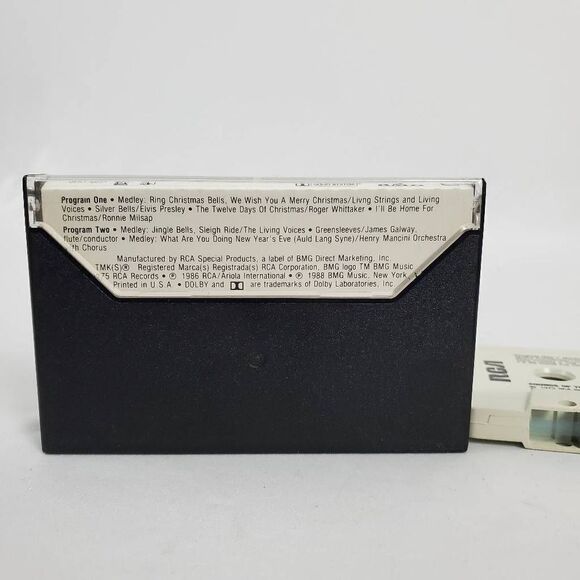 Program One • Medley: Ring Christmas Bells, We Wish You A Merry Christmas/Livng Strings and Living
Voices • Silver Bells/Elvis Presley • The Twelve Days Of Christmas/Roger Whittaker • I'll Be Home For
Christmas/Ronnie Milsap
Program Two • Medley: Jingle Bells, Sleigh Ride/The Living Voices • Greensleeves/James Galway,
flute/conductor • Medley: What Are You Doing New Year's Eve (Auld Lang Syne)/Henry Mancini Orchestra
th Chorus
Manufactured by RCA Special Products, a label of BMG Direct Marketing, Inc.
TMK(S)® Registered Marca(s) Registrada(s) RCA Corporation, BMG logo TM BMG Music
75 RCA Records • ℗ 1986 RCA/Ariola International • ℗ 1988 BMG Music, New York,
Printed in U.S.A. • DOLBY and are trademarks of Dolby Laboratories, Inc.
RCA